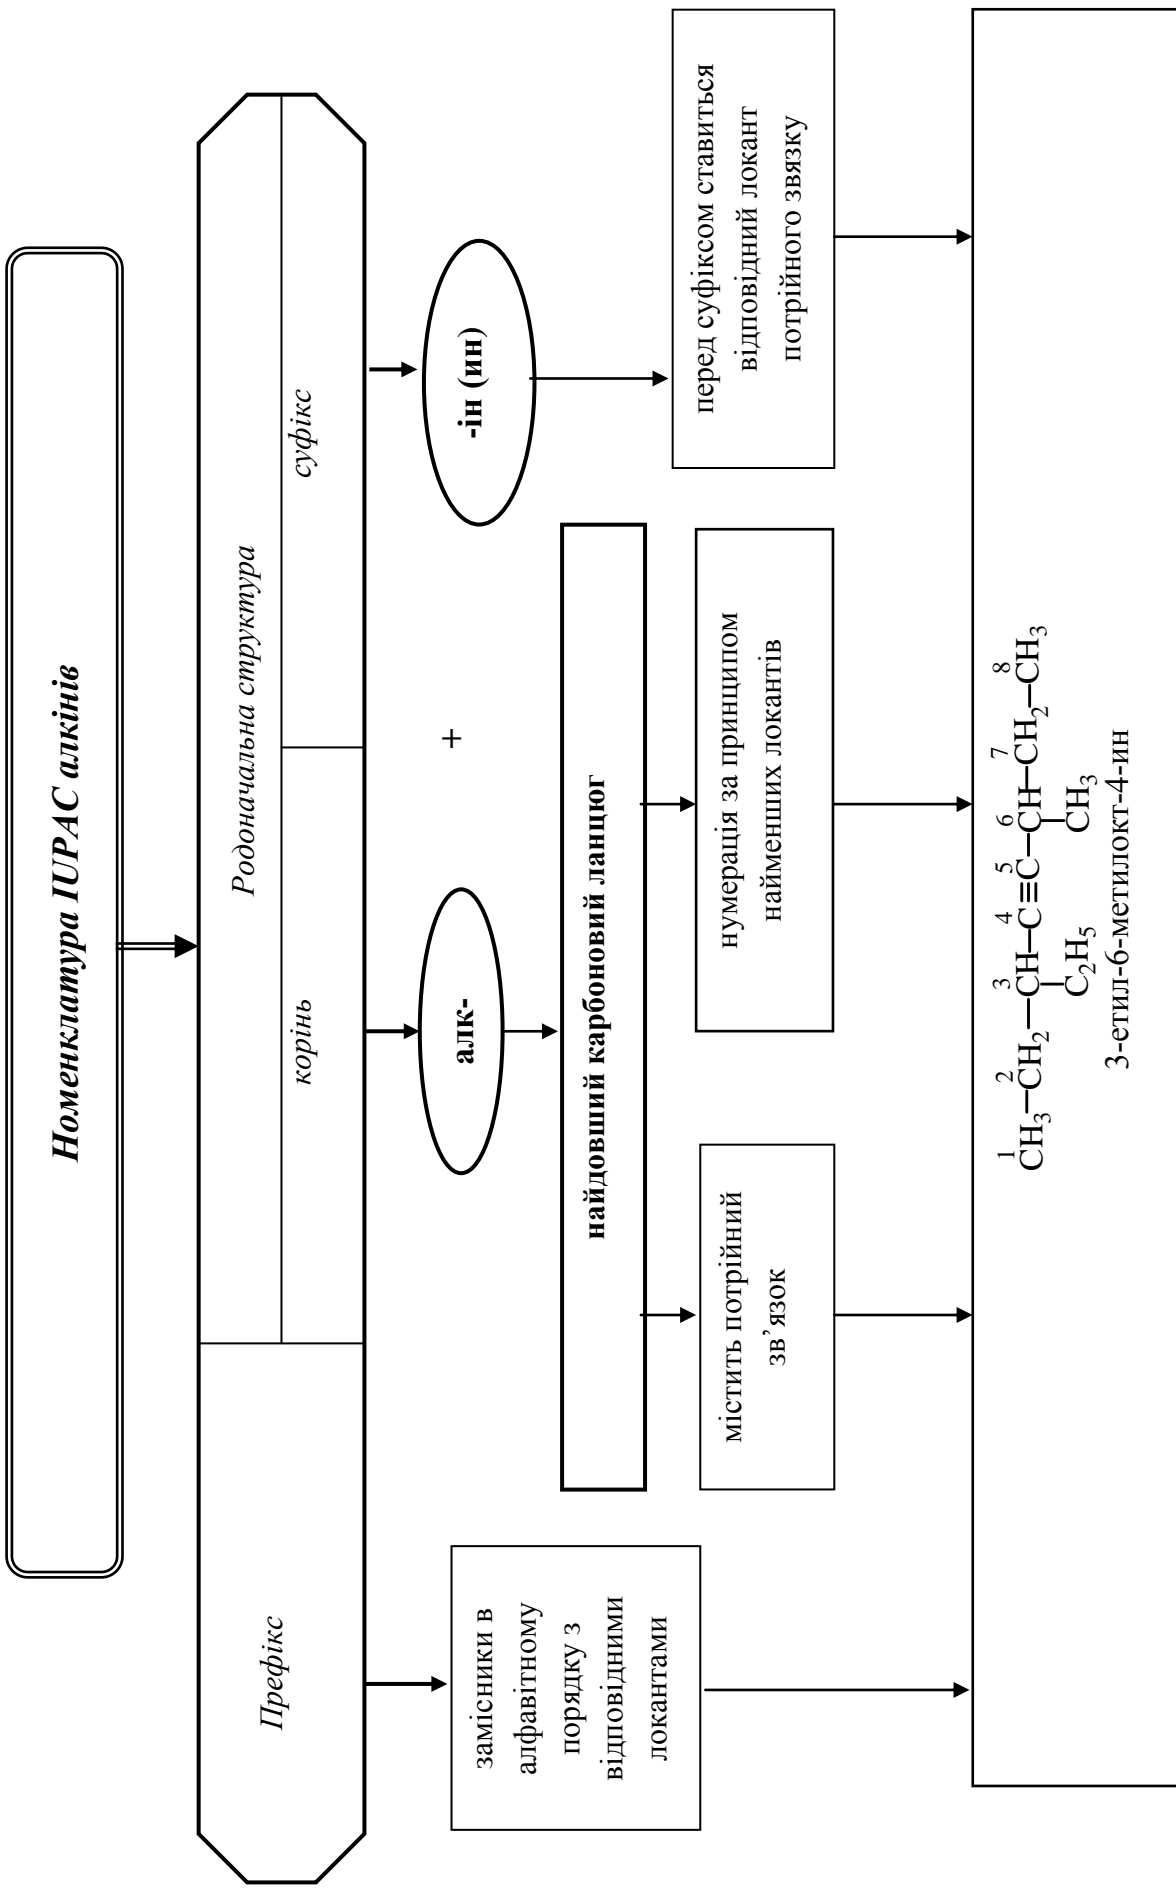 Номенклатура IUPAC алкінів
Префікс
Родоначальна структура
корінь
суфікс
алк-
+
-ін (ин)
замісники в
алфавітному
порядку з
відповідними
локантами
найдовший карбоновий ланцюг
містить потрійний
зв’язок
нумерація за принципом
найменших локантів
перед суфіксом ставиться
відповідний локант
потрійного звязку
1 2 3 4 5 6 7 8
CH3—CH2—CH—C≡C—CH—CH2—CH3
C2H5 CH3
3-етил-6-метилокт-4-ин